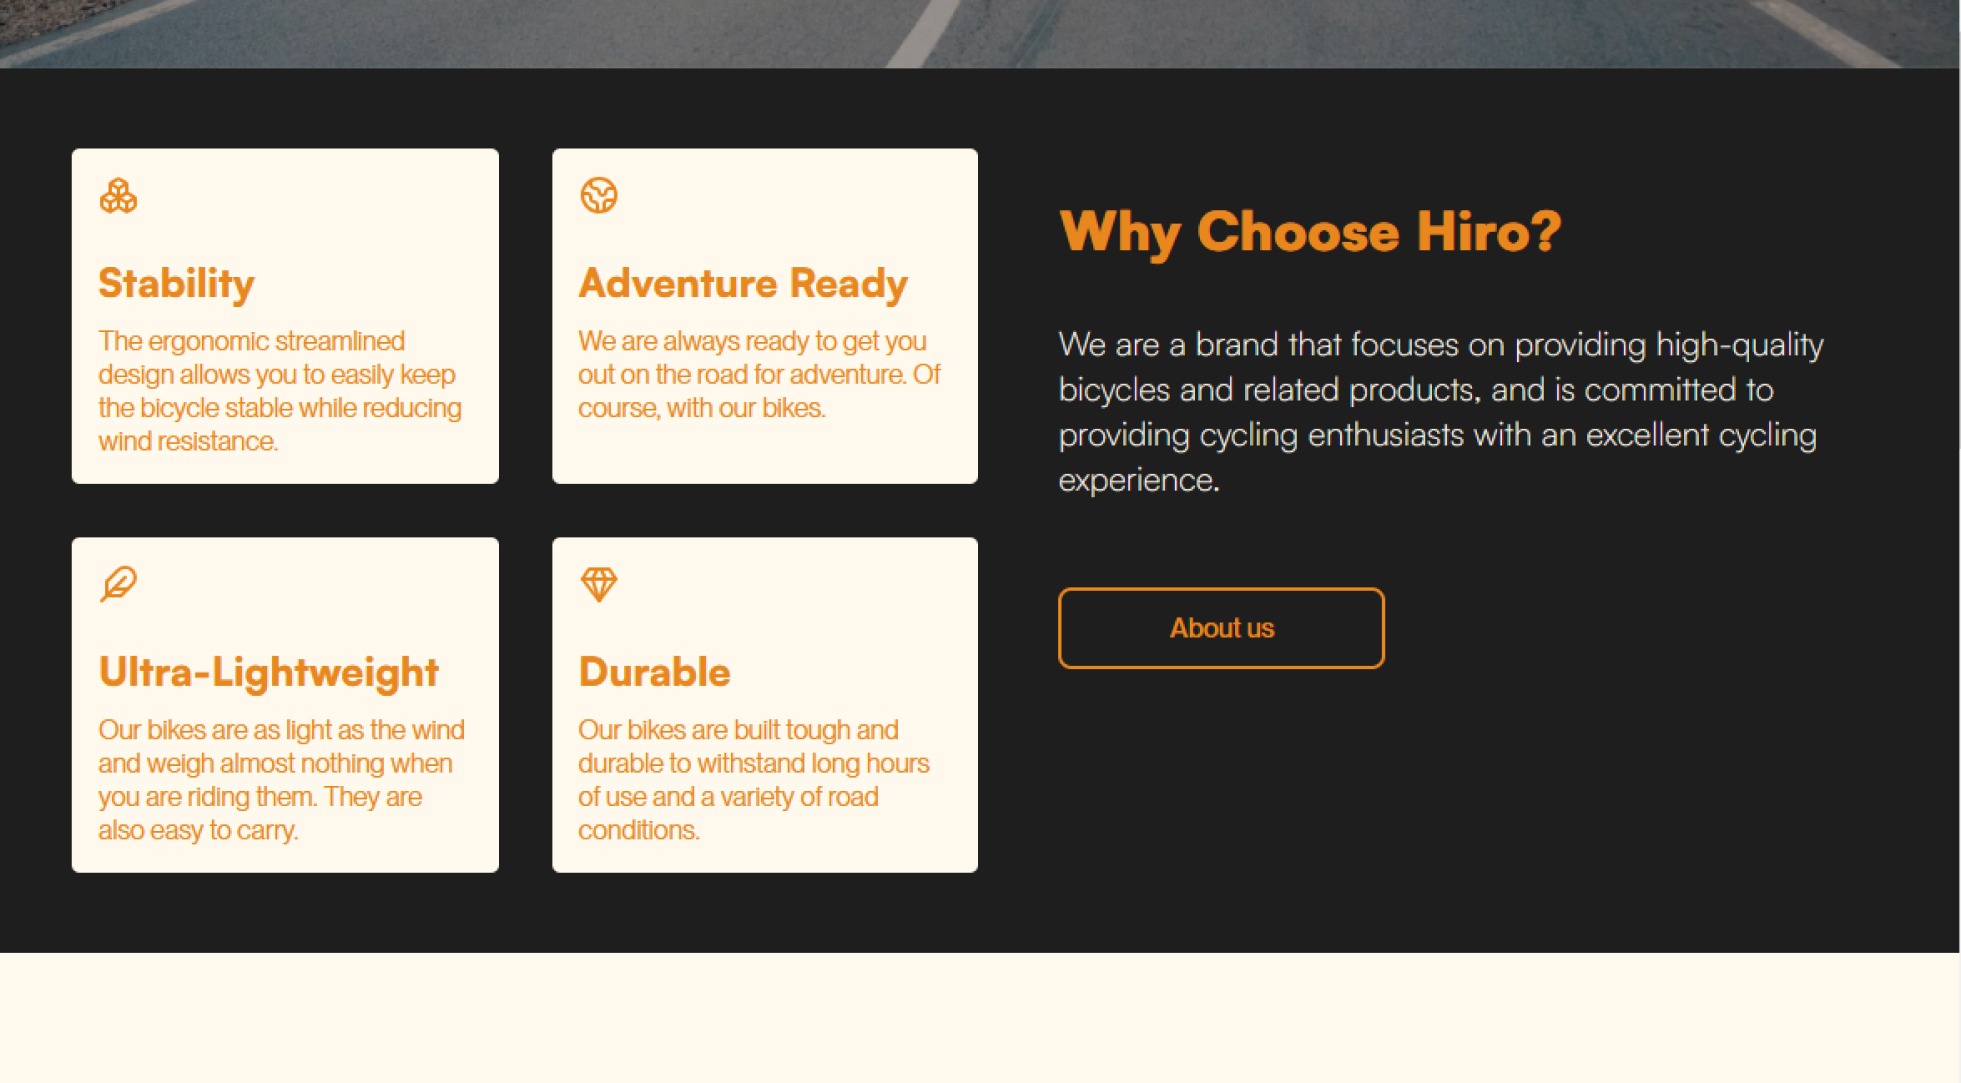 Stability
The ergonomic streamlined
design allows you to easily keep
the bicycle stable while reducing
wind resistance.
Adventure Ready
We are always ready to get you
out on the road for adventure. Of
course, with our bikes.
Ultra-Lightweight
Our bikes are as light as the wind
and weigh almost nothing when
you are riding them. They are
also easy to carry.
Durable
Our bikes are built tough and
durable to withstand long hours
of use and a variety of road
conditions.
Why Choose Hiro?
We are a brand that focuses on providing high-quality
bicycles and related products, and is committed to
providing cycling enthusiasts with an excellent cycling
experience.
About us